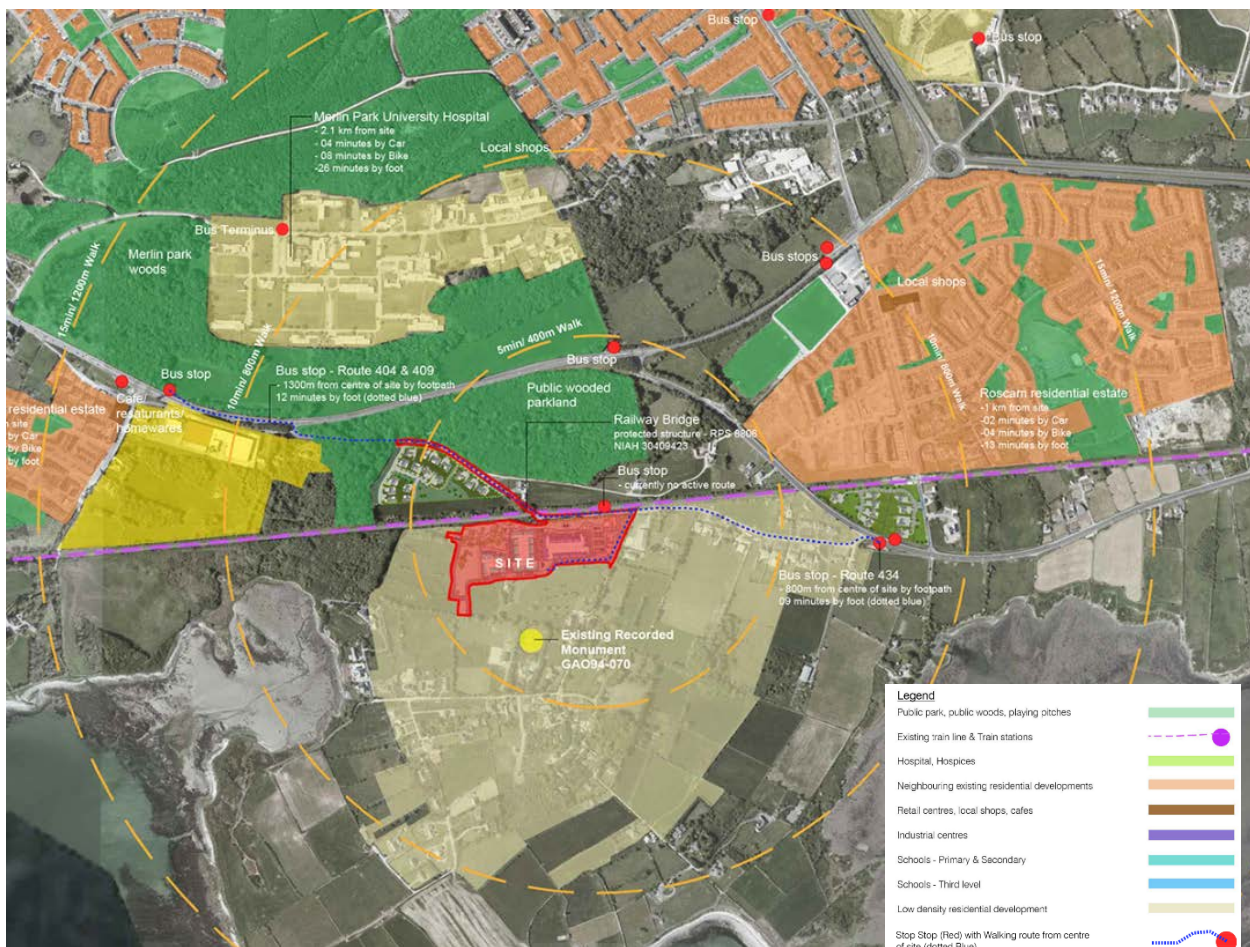 Bus stop
Bus stop
Merlin Park University Hospital
- 2.1 km from site
- 04 minutes by Car
- 08 minutes by Bike
-26 minutes by foot
Local shops
Bus Terminus
Merlin park
woods
15min/ 1200m Walk
10min / 800m Walk
5min/ 400m Walk
Bus stops
Local shops
15min/ 1200m Walk
10min/ 800m Walk
Bus stop
Bus stop
Bus stop - Route 404 & 409
- 1300m from centre of site by footpath
12 minutes by foot (dotted blue)
Cafe/
resaturants/
homewares
residential estate
site
by Car
by Bike
by foot
Public wooded
parkland
Roscam residential estate
-1 km from site
-02 minutes by Car
-04 minutes by Bike
-13 minutes by foot
Railway Bridge
protected structure - RPS 8806
NIAH 30409423
Bus stop
- currently no active route
SITE
Bus stop - Route 434
- 800m from centre of site by footpath
09 minutes by foot (dotted blue)
Existing Recorded
Monument
GAO94-070
Legend
Public park, public woods, playing pitches
Existing train line & Train stations
Hospital, Hospices
Neighbouring existing residential developments
Retail centres, local shops, cafes
Industrial centres
Schools - Primary & Secondary
Schools - Third level
Low density residential development
Stop Stop (Red) with Walking route from centre
of site (dotted Blue)